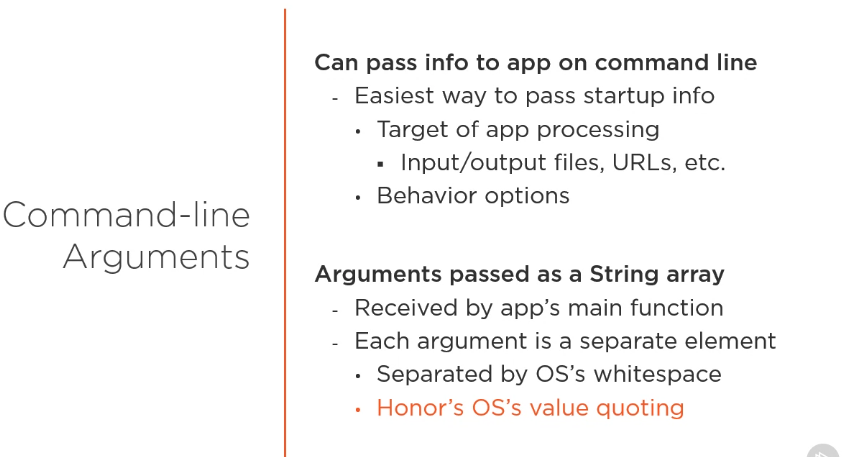 Command-line
Arguments
Can pass info to app on command line
- Easiest way to pass startup info
• Target of app processing
▪ Input/output files, URLs, etc.
• Behavior options
Arguments passed as a String array
- Received by app’s main function
- Each argument is a separate element
• Separated by OS’s whitespace
• Honor’s OS’s value quoting